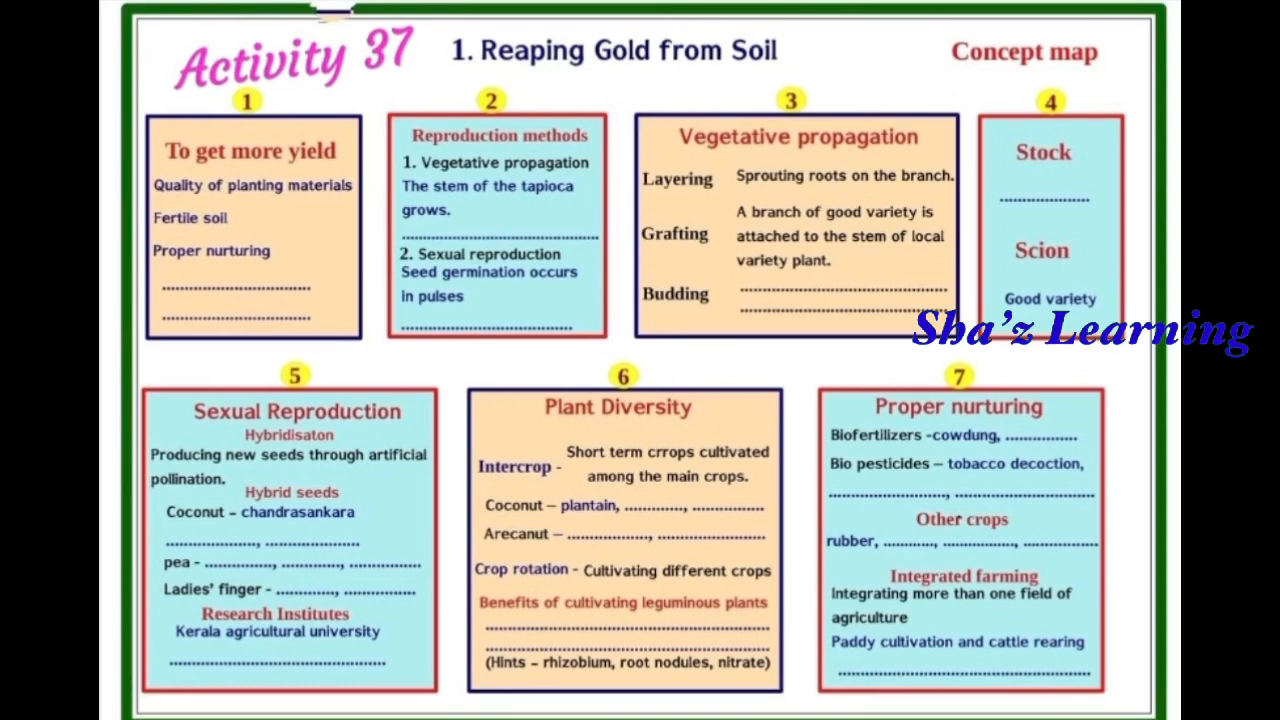 Activity 37
1. Reaping Gold from Soil
Concept map
1
To get more yield
Quality of planting materials
Fertile soil
Proper nurturing
....................................
....................................
2
Reproduction methods
1. Vegetative propagation
The stem of the tapioca
grows.
................................................
2. Sexual reproduction
Seed germination occurs
in pulses
..........................................
3
Vegetative propagation
Layering Sprouting roots on the branch.
Grafting A branch of good variety is
attached to the stem of local
variety plant.
Budding ..................................................
..................................................
4
Stock
......................
Scion
Good variety
Sha'z Learning
5
Sexual Reproduction
Hybridisaton
Producing new seeds through artificial
pollination.
Hybrid seeds
Coconut – chandrasankara
......................, .......................
pea - ................, ..............., .................
Ladies' finger - ..............., .................
Research Institutes
Kerala agricultural university
.....................................................
6
Plant Diversity
Intercrop - Short term crrops cultivated
among the main crops.
Coconut – plantain, ..............., .................
Arecanut – ...................., ..........................
Crop rotation - Cultivating different crops
Benefits of cultivating leguminous plants
.....................................................................
.....................................................................
(Hints – rhizobium, root nodules, nitrate)
7
Proper nurturing
Biofertilizers -cowdung, .................
Bio pesticides – tobacco decoction,
............................., ..................................
Other crops
rubber, ............, ................., ..................
Integrated farming
Integrating more than one field of
agriculture
Paddy cultivation and cattle rearing
.............................................................